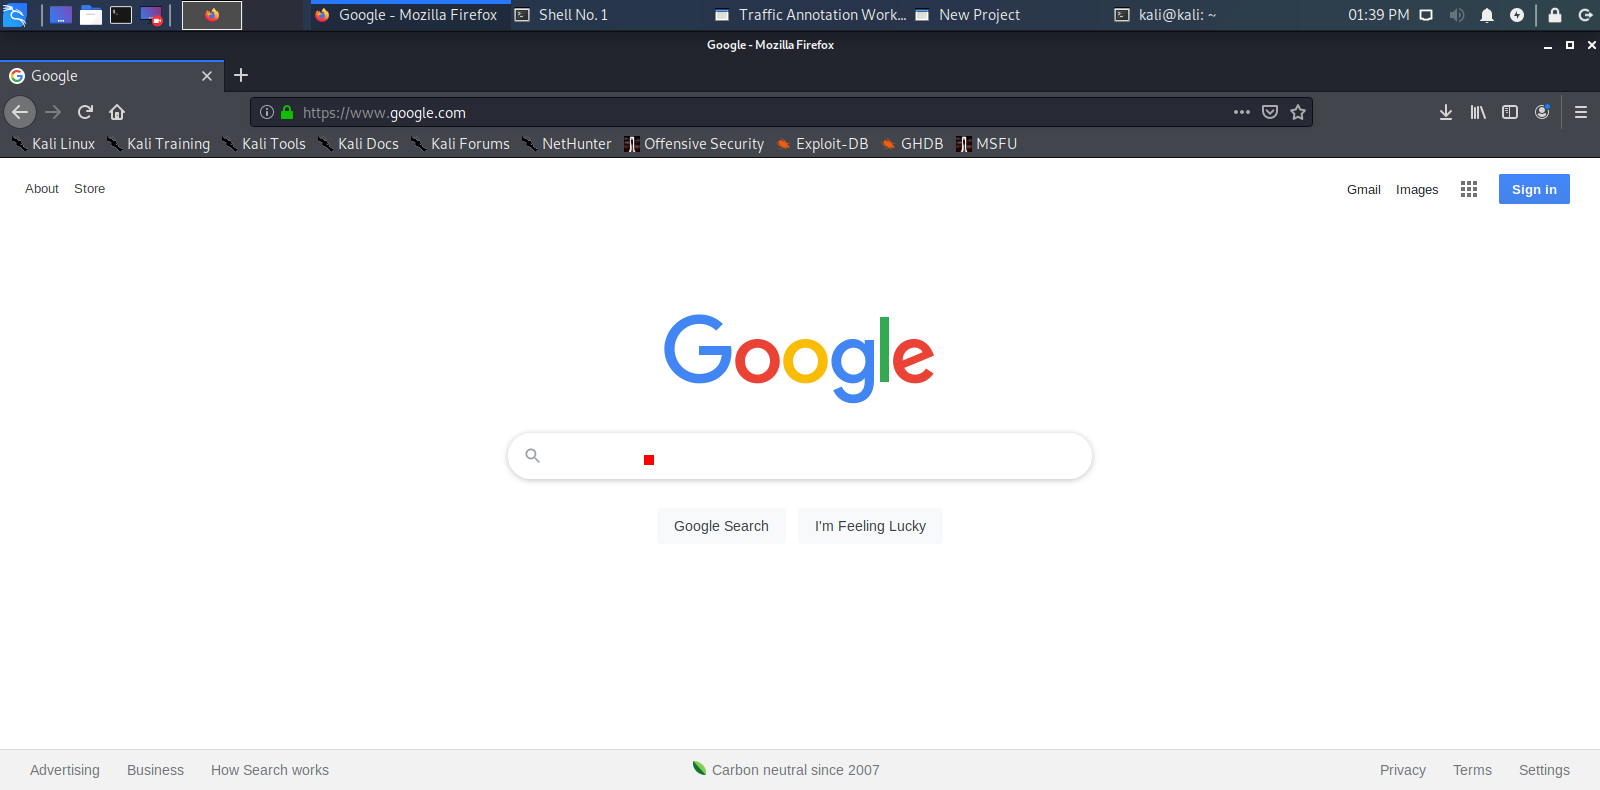 Google - Mozilla Firefox Shell No. 1 Traffic Annotation Work... New Project kali@kali: ~ 01:39 PM
Google - Mozilla Firefox
Google
https://www.google.com
Kali Linux Kali Training Kali Tools Kali Docs Kali Forums NetHunter Offensive Security Exploit-DB GHDB MSFU
About Store Gmail Images Sign in
Google
Google Search I'm Feeling Lucky
Advertising Business How Search works Carbon neutral since 2007 Privacy Terms Settings